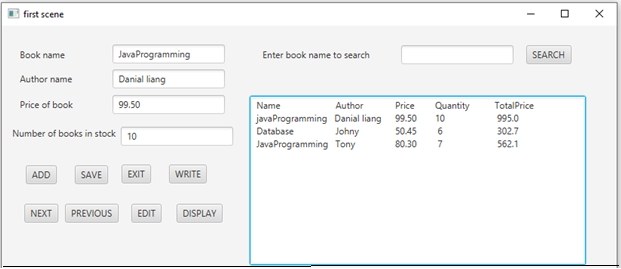 first scene
Book name JavaProgramming Enter book name to search SEARCH
Author name Danial liang
Price of book 99.50
Number of books in stock 10
ADD SAVE EXIT WRITE
NEXT PREVIOUS EDIT DISPLAY
Name Author Price Quantity TotalPrice
javaProgramming Danial liang 99.50 10 995.0
Database Johny 50.45 6 302.7
JavaProgramming Tony 80.30 7 562.1